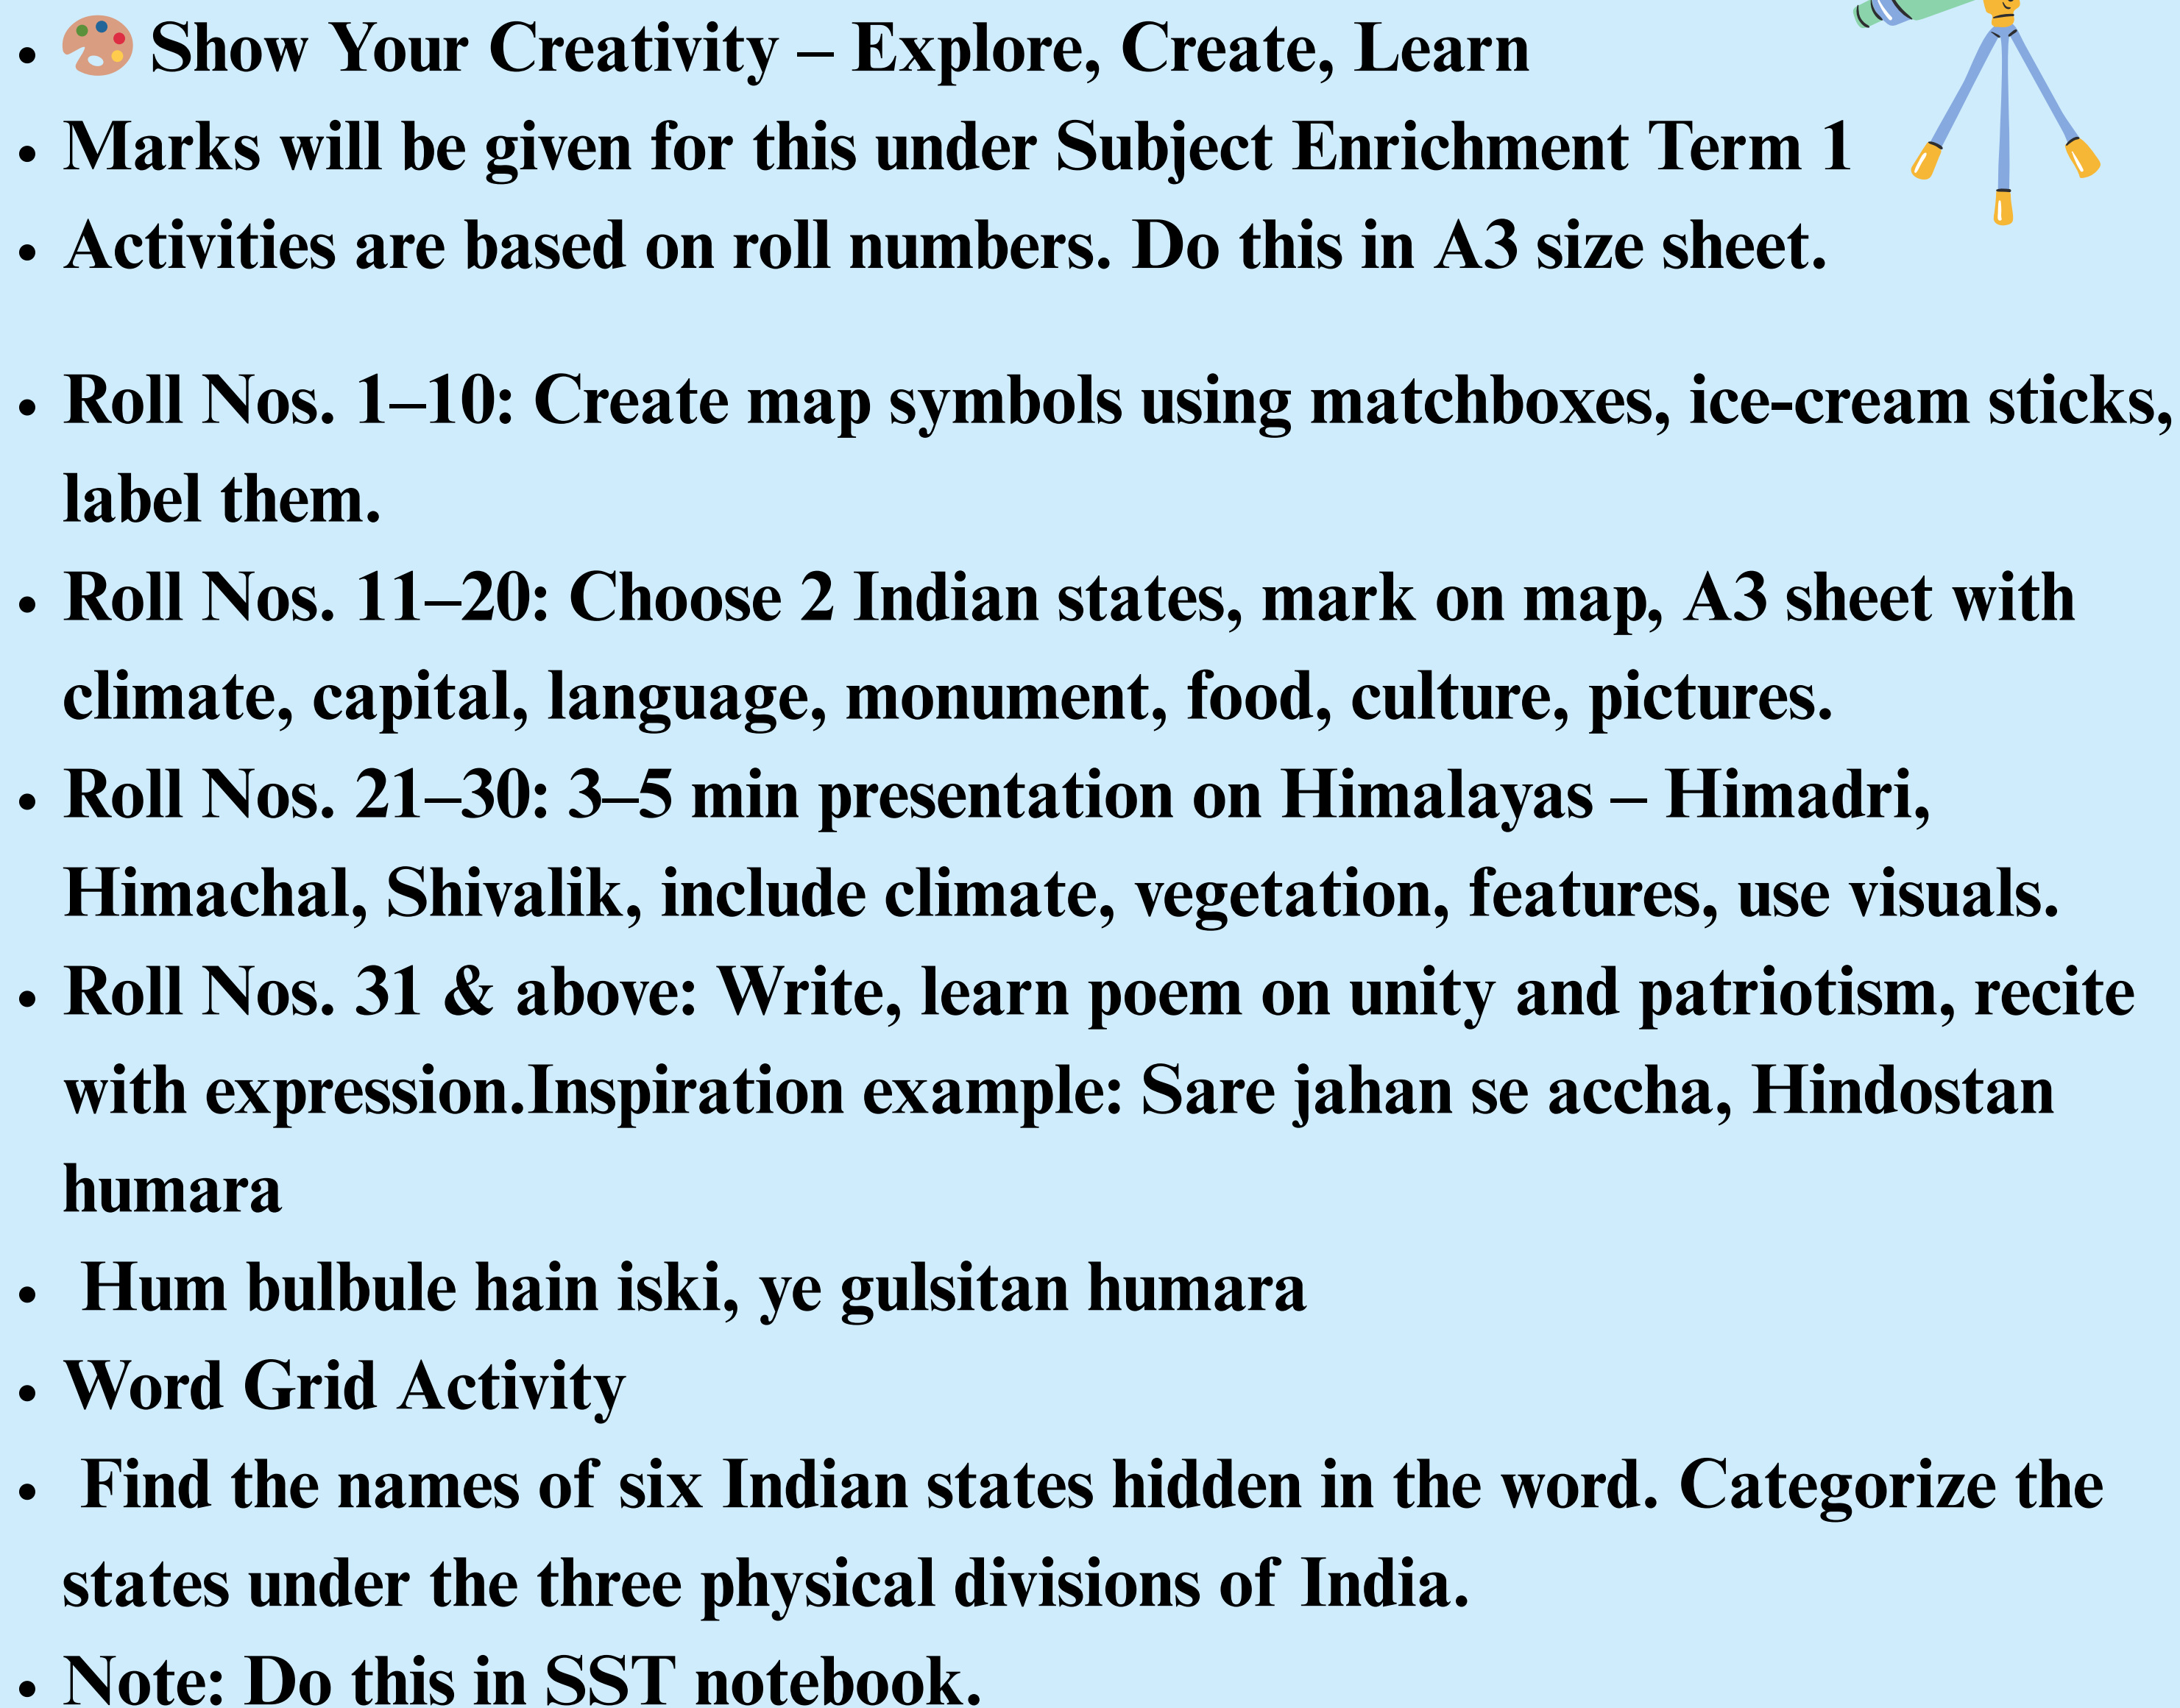 • 🎨 Show Your Creativity – Explore, Create, Learn
• Marks will be given for this under Subject Enrichment Term 1
• Activities are based on roll numbers. Do this in A3 size sheet.
• Roll Nos. 1–10: Create map symbols using matchboxes, ice-cream sticks,
label them.
• Roll Nos. 11–20: Choose 2 Indian states, mark on map, A3 sheet with
climate, capital, language, monument, food, culture, pictures.
• Roll Nos. 21–30: 3–5 min presentation on Himalayas – Himadri,
Himachal, Shivalik, include climate, vegetation, features, use visuals.
• Roll Nos. 31 & above: Write, learn poem on unity and patriotism, recite
with expression.Inspiration example: Sare jahan se accha, Hindostan
humara
• Hum bulbule hain iski, ye gulsitan humara
• Word Grid Activity
• Find the names of six Indian states hidden in the word. Categorize the
states under the three physical divisions of India.
• Note: Do this in SST notebook.